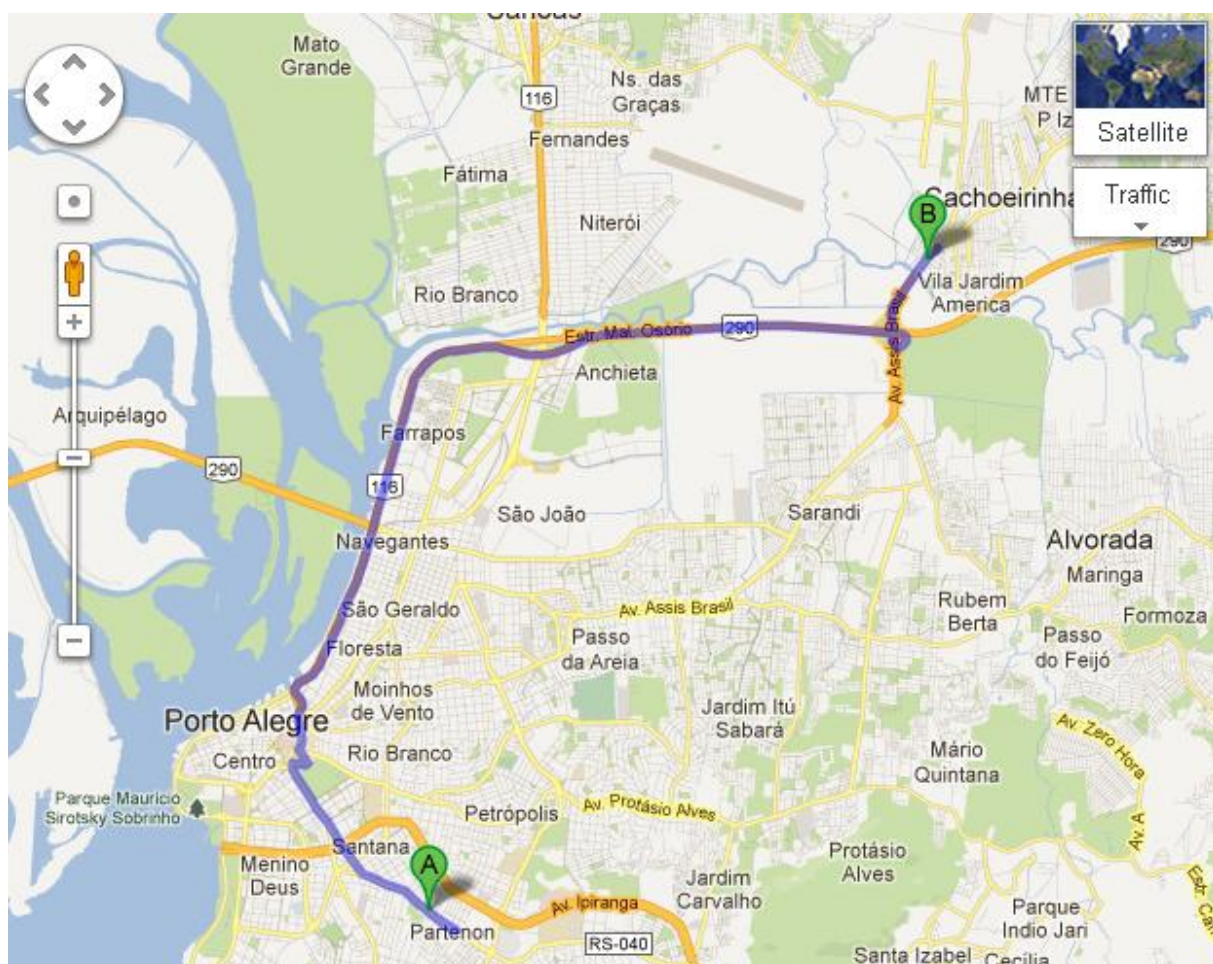 Canoas
Mato
Grande
116
Ns. das
Graças
MTE
P Iz
Satellite
Fernandes
Fátima
Cachoeirinha
Traffic
B
Niterói
290
Rio Branco
Vila Jardim
America
Estr. Mal. Osório
290
Av. Assis Brasil
Anchieta
Arquipélago
Farrapos
290
116
São João
Sarandi
Navegantes
Alvorada
Maringa
São Geraldo
Av. Assis Brasil
Rubem
Berta
Formoza
Floresta
Passo
da Areia
Passo
do Feijó
Moinhos
de Vento
Jardim Itú
Sabará
Porto Alegre
Centro
Rio Branco
Mário
Quintana
Av. Zero Hora
Parque Mauricio
Sirotsky Sobrinho
Petrópolis
Av. Protásio Alves
Av. A
Santana
Menino
Deus
A
Protásio
Alves
Jardim
Carvalho
Av. Ipiranga
Partenon
RS-040
Parque
Indio Jari
Santa Izabel
Cecília